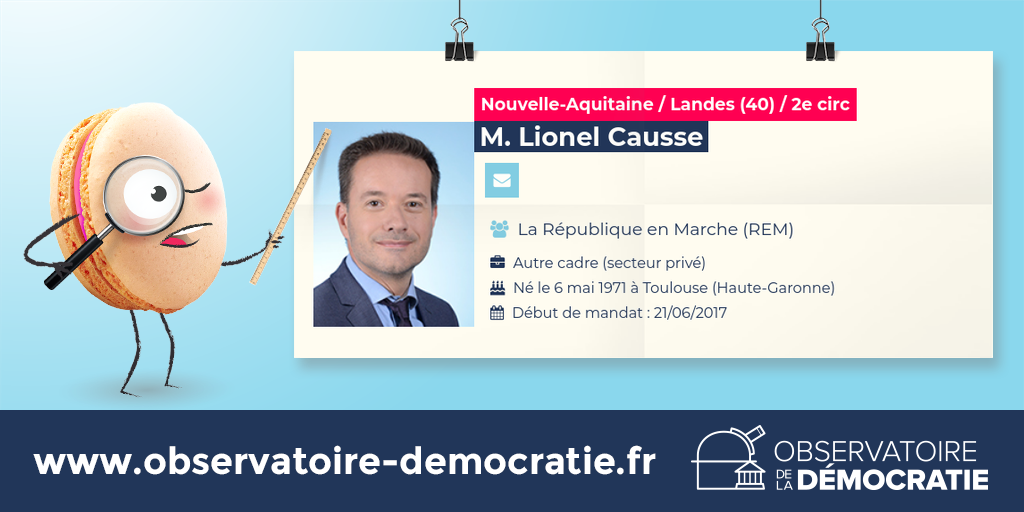 Nouvelle-Aquitaine / Landes (40) / 2e circ
M. Lionel Causse
La République en Marche (REM)
Autre cadre (secteur privé)
Né le 6 mai 1971 à Toulouse (Haute-Garonne)
Début de mandat : 21/06/2017
www.observatoire-democratie.fr
OBSERVATOIRE
DE LA DÉMOCRATIE